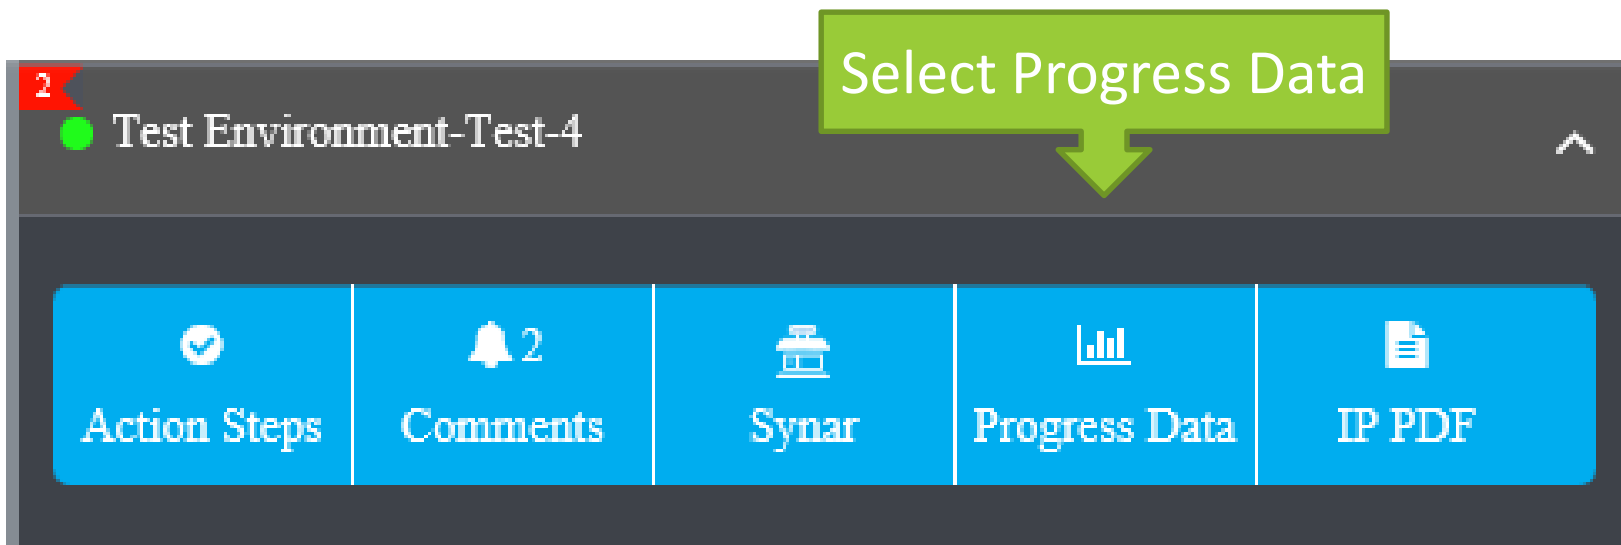 Select Progress Data
2
Test Environment-Test-4
2
Action Steps
Comments
Synar
Progress Data
IP PDF